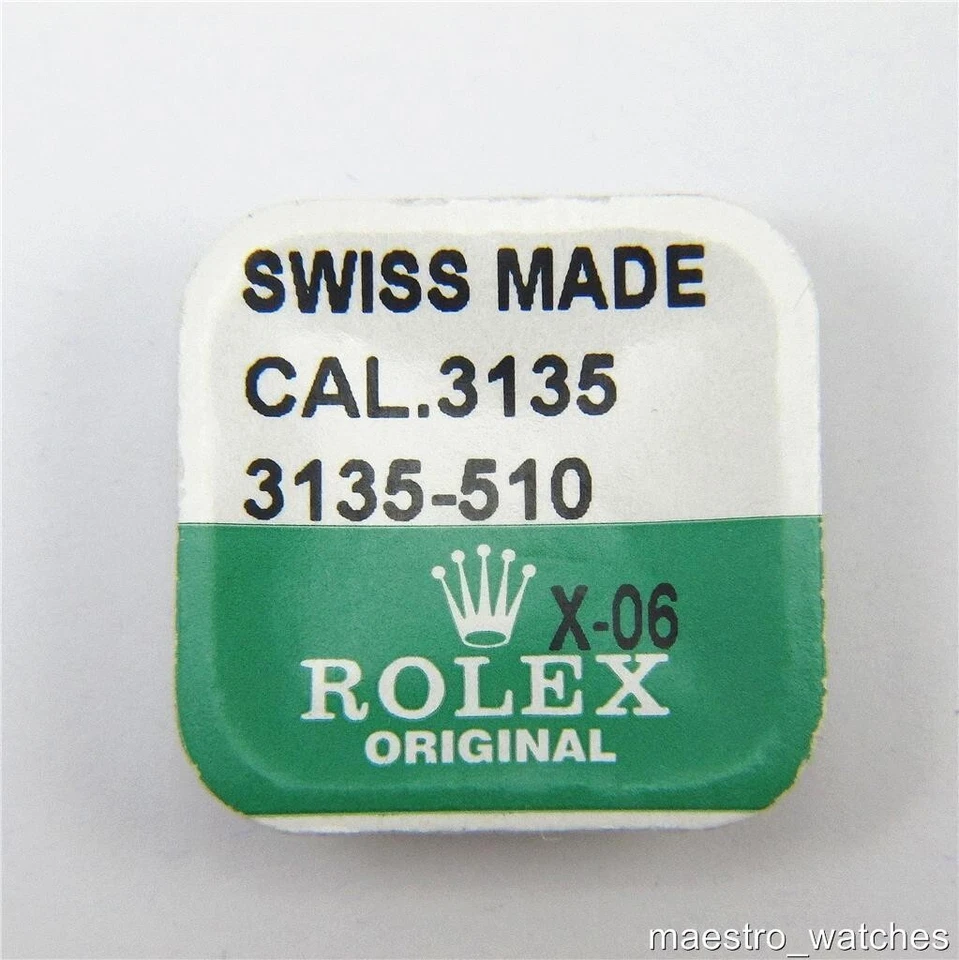 SWISS MADE
CAL.3135
3135-510
X-06
ROLEX
ORIGINAL
maestro_watches